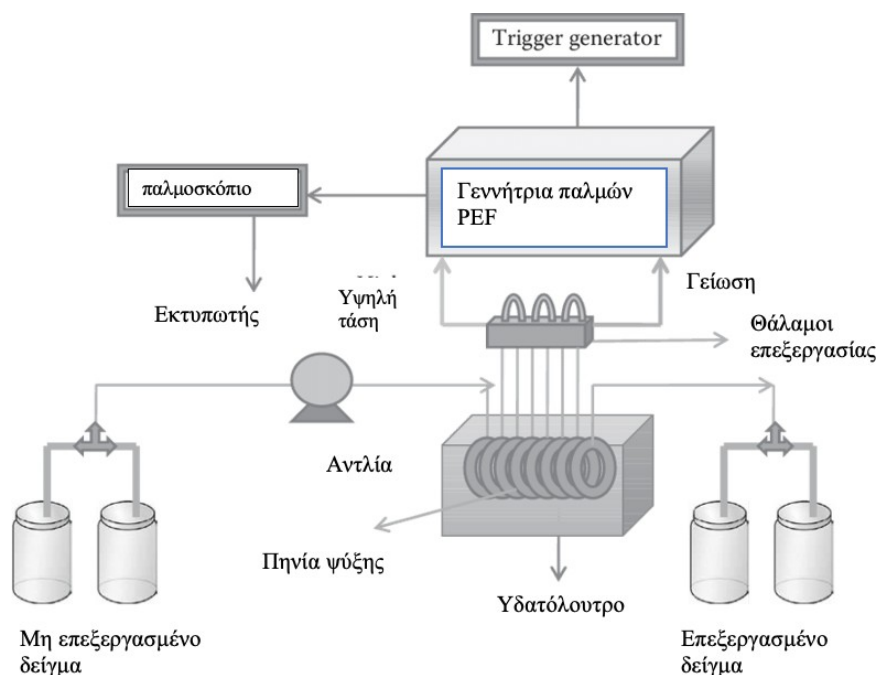 Trigger generator
παλμοσκόπιο
Γεννήτρια παλμών
PEF
Εκτυπωτής
Υψηλή
τάση
Γείωση
Θάλαμοι
επεξεργασίας
Αντλία
Πηνία ψύξης
Υδατόλουτρο
Μη επεξεργασμένο
δείγμα
Επεξεργασμένο
δείγμα